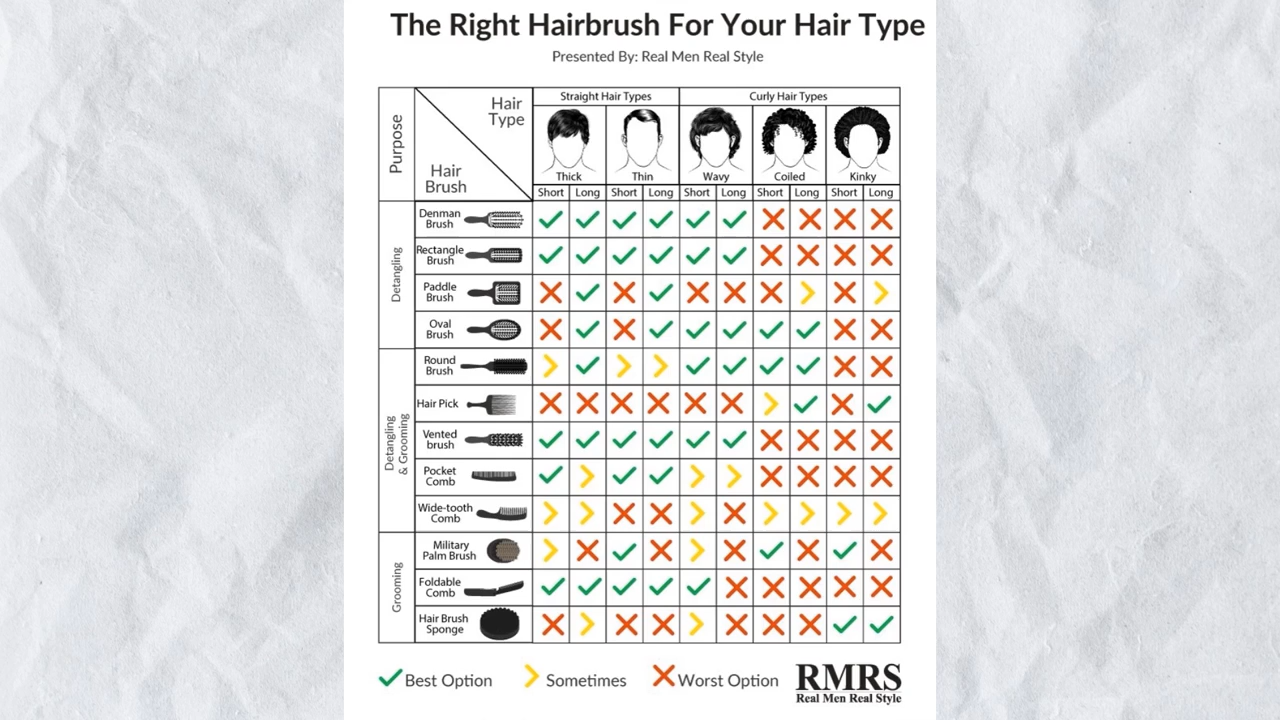 The Right Hairbrush For Your Hair Type
Presented By: Real Men Real Style
Purpose
Hair
Type
Hair
Brush
Straight Hair Types
Curly Hair Types
Thick
Thin
Wavy
Coiled
Kinky
Short
Long
Short
Long
Short
Long
Short
Long
Short
Long
Detangling
Denman
Brush
Rectangle
Brush
Paddle
Brush
Oval
Brush
Detangling
& Grooming
Round
Brush
Hair Pick
Vented
brush
Pocket
Comb
Wide-tooth
Comb
Grooming
Military
Palm Brush
Foldable
Comb
Hair Brush
Sponge
Best Option
Sometimes
Worst Option
RMRS
Real Men Real Style